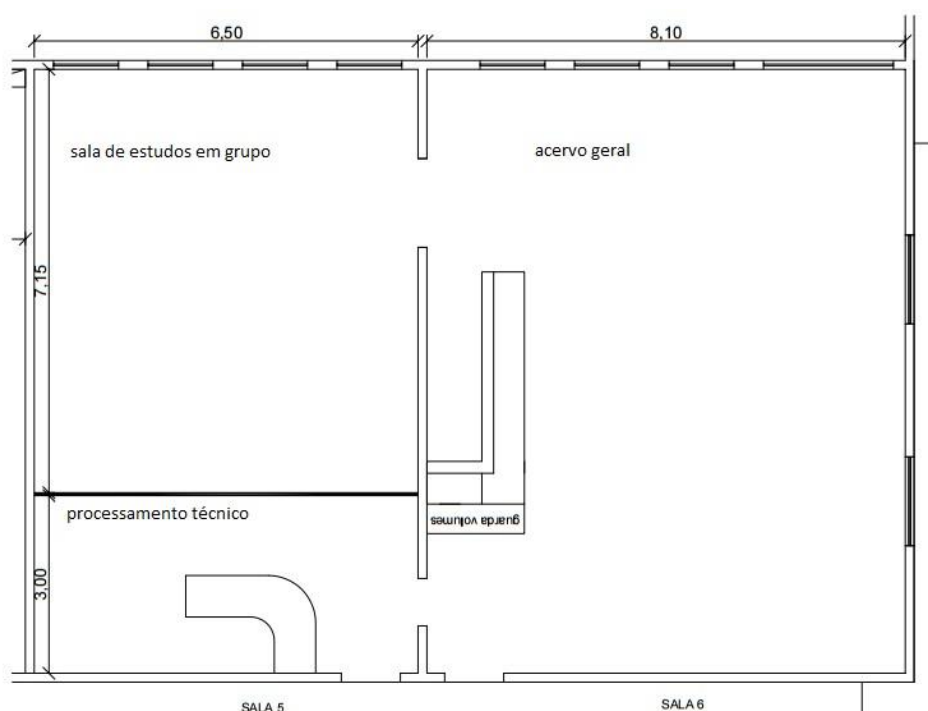 6,50
8,10
sala de estudos em grupo
acervo geral
7,15
guarda volumes
processamento técnico
3,00
SALA 5
SALA 6